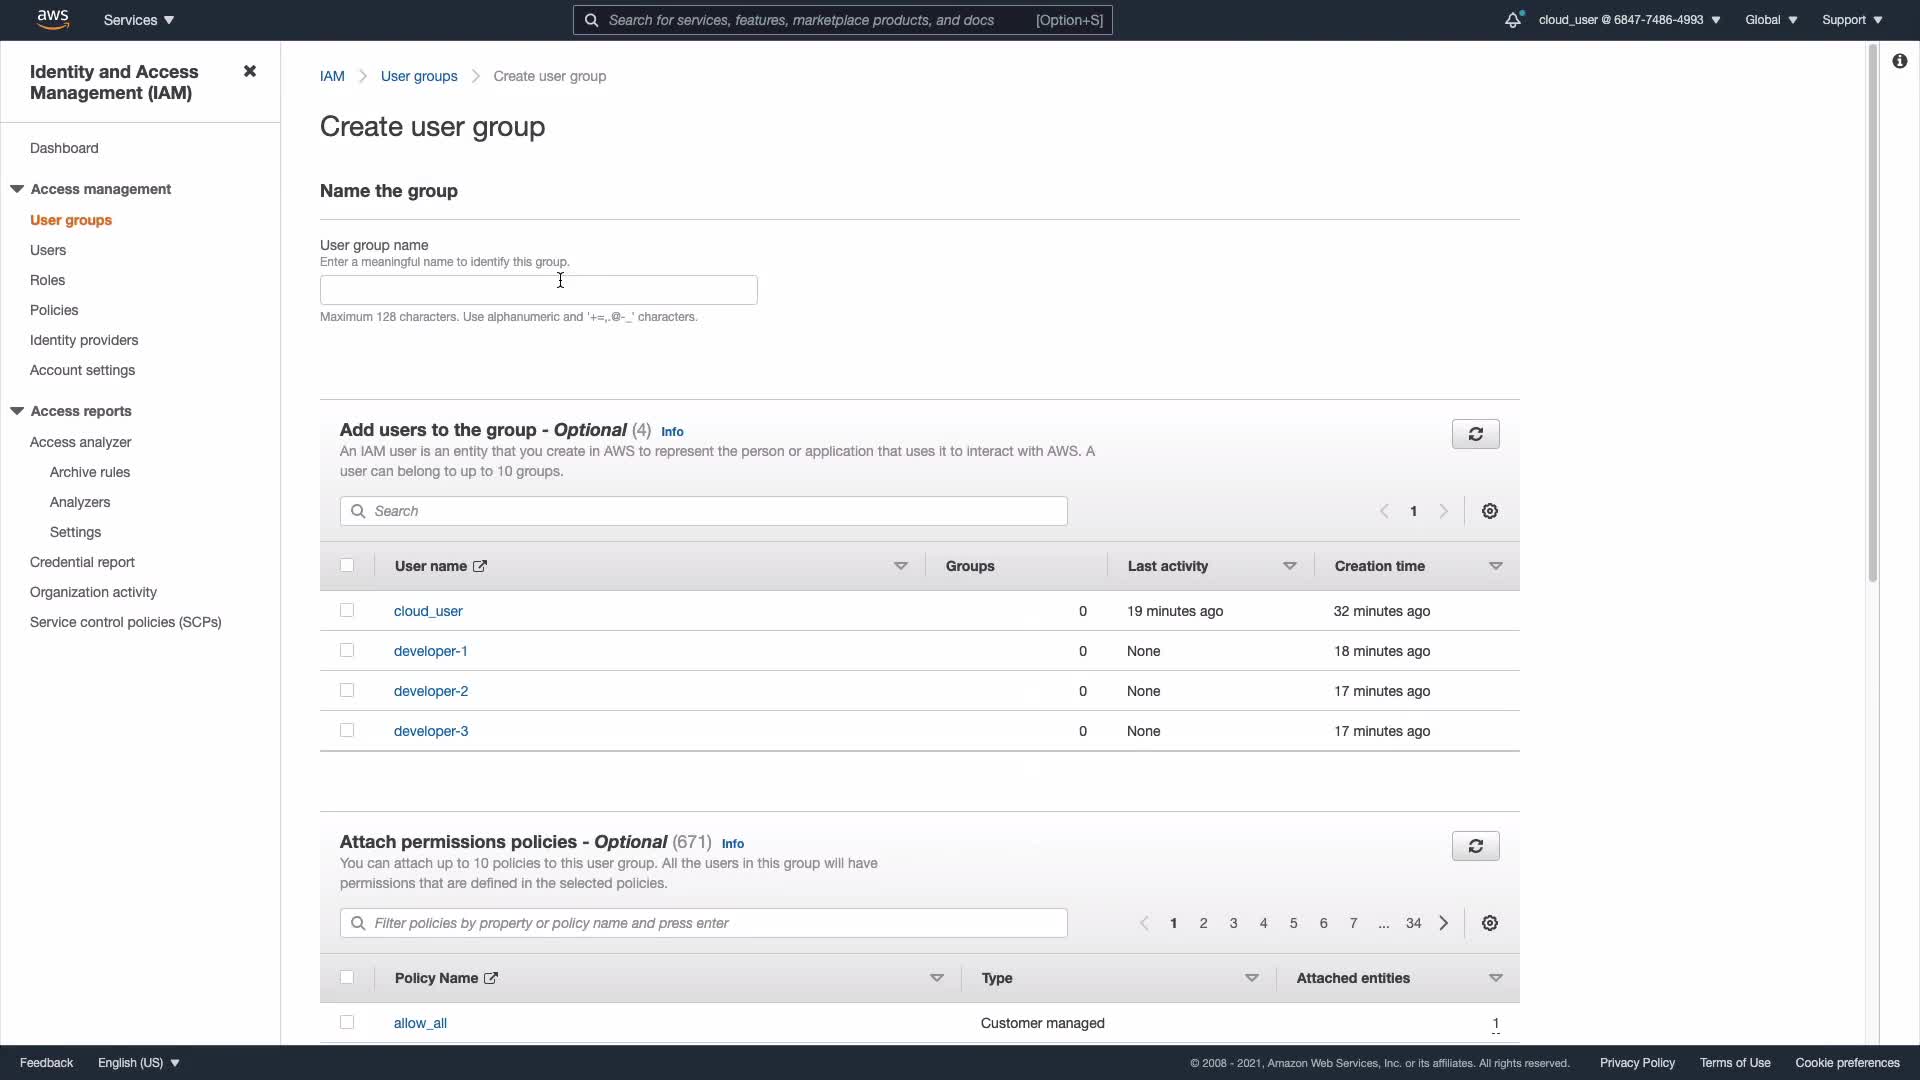 aws
Services
Search for services, features, marketplace products, and docs [Option+S]
cloud_user @ 6847-7486-4993
Global
Support
Identity and Access
Management (IAM)
Dashboard
Access management
User groups
Users
Roles
Policies
Identity providers
Account settings
Access reports
Access analyzer
Archive rules
Analyzers
Settings
Credential report
Organization activity
Service control policies (SCPs)
IAM User groups Create user group
Create user group
Name the group
User group name
Enter a meaningful name to identify this group.
Maximum 128 characters. Use alphanumeric and '+=,.@-_' characters.
Add users to the group - Optional (4) Info
An IAM user is an entity that you create in AWS to represent the person or application that uses it to interact with AWS. A
user can belong to up to 10 groups.
Search
1
User name Groups Last activity Creation time
cloud_user 0 19 minutes ago 32 minutes ago
developer-1 0 None 18 minutes ago
developer-2 0 None 17 minutes ago
developer-3 0 None 17 minutes ago
Attach permissions policies - Optional (671) Info
You can attach up to 10 policies to this user group. All the users in this group will have
permissions that are defined in the selected policies.
Filter policies by property or policy name and press enter
1 2 3 4 5 6 7 ... 34
Policy Name Type Attached entities
allow_all Customer managed 1
Feedback English (US) © 2008 - 2021, Amazon Web Services, Inc. or its affiliates. All rights reserved. Privacy Policy Terms of Use Cookie preferences